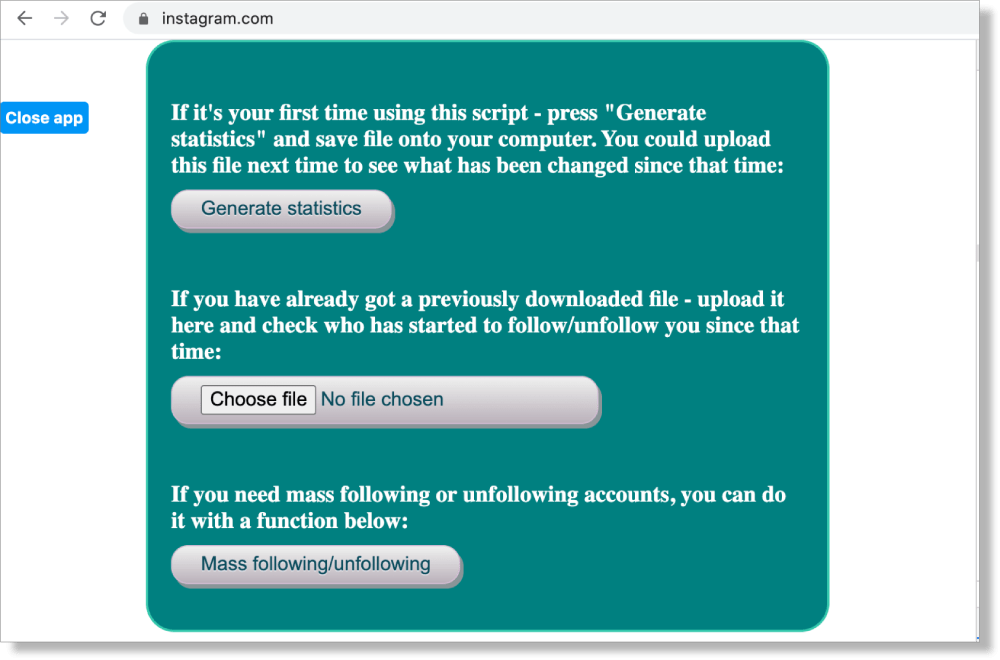 instagram.com
Close app
If it's your first time using this script - press "Generate
statistics" and save file onto your computer. You could upload
this file next time to see what has been changed since that time:
Generate statistics
If you have already got a previously downloaded file - upload it
here and check who has started to follow/unfollow you since that
time:
Choose file No file chosen
If you need mass following or unfollowing accounts, you can do
it with a function below:
Mass following/unfollowing